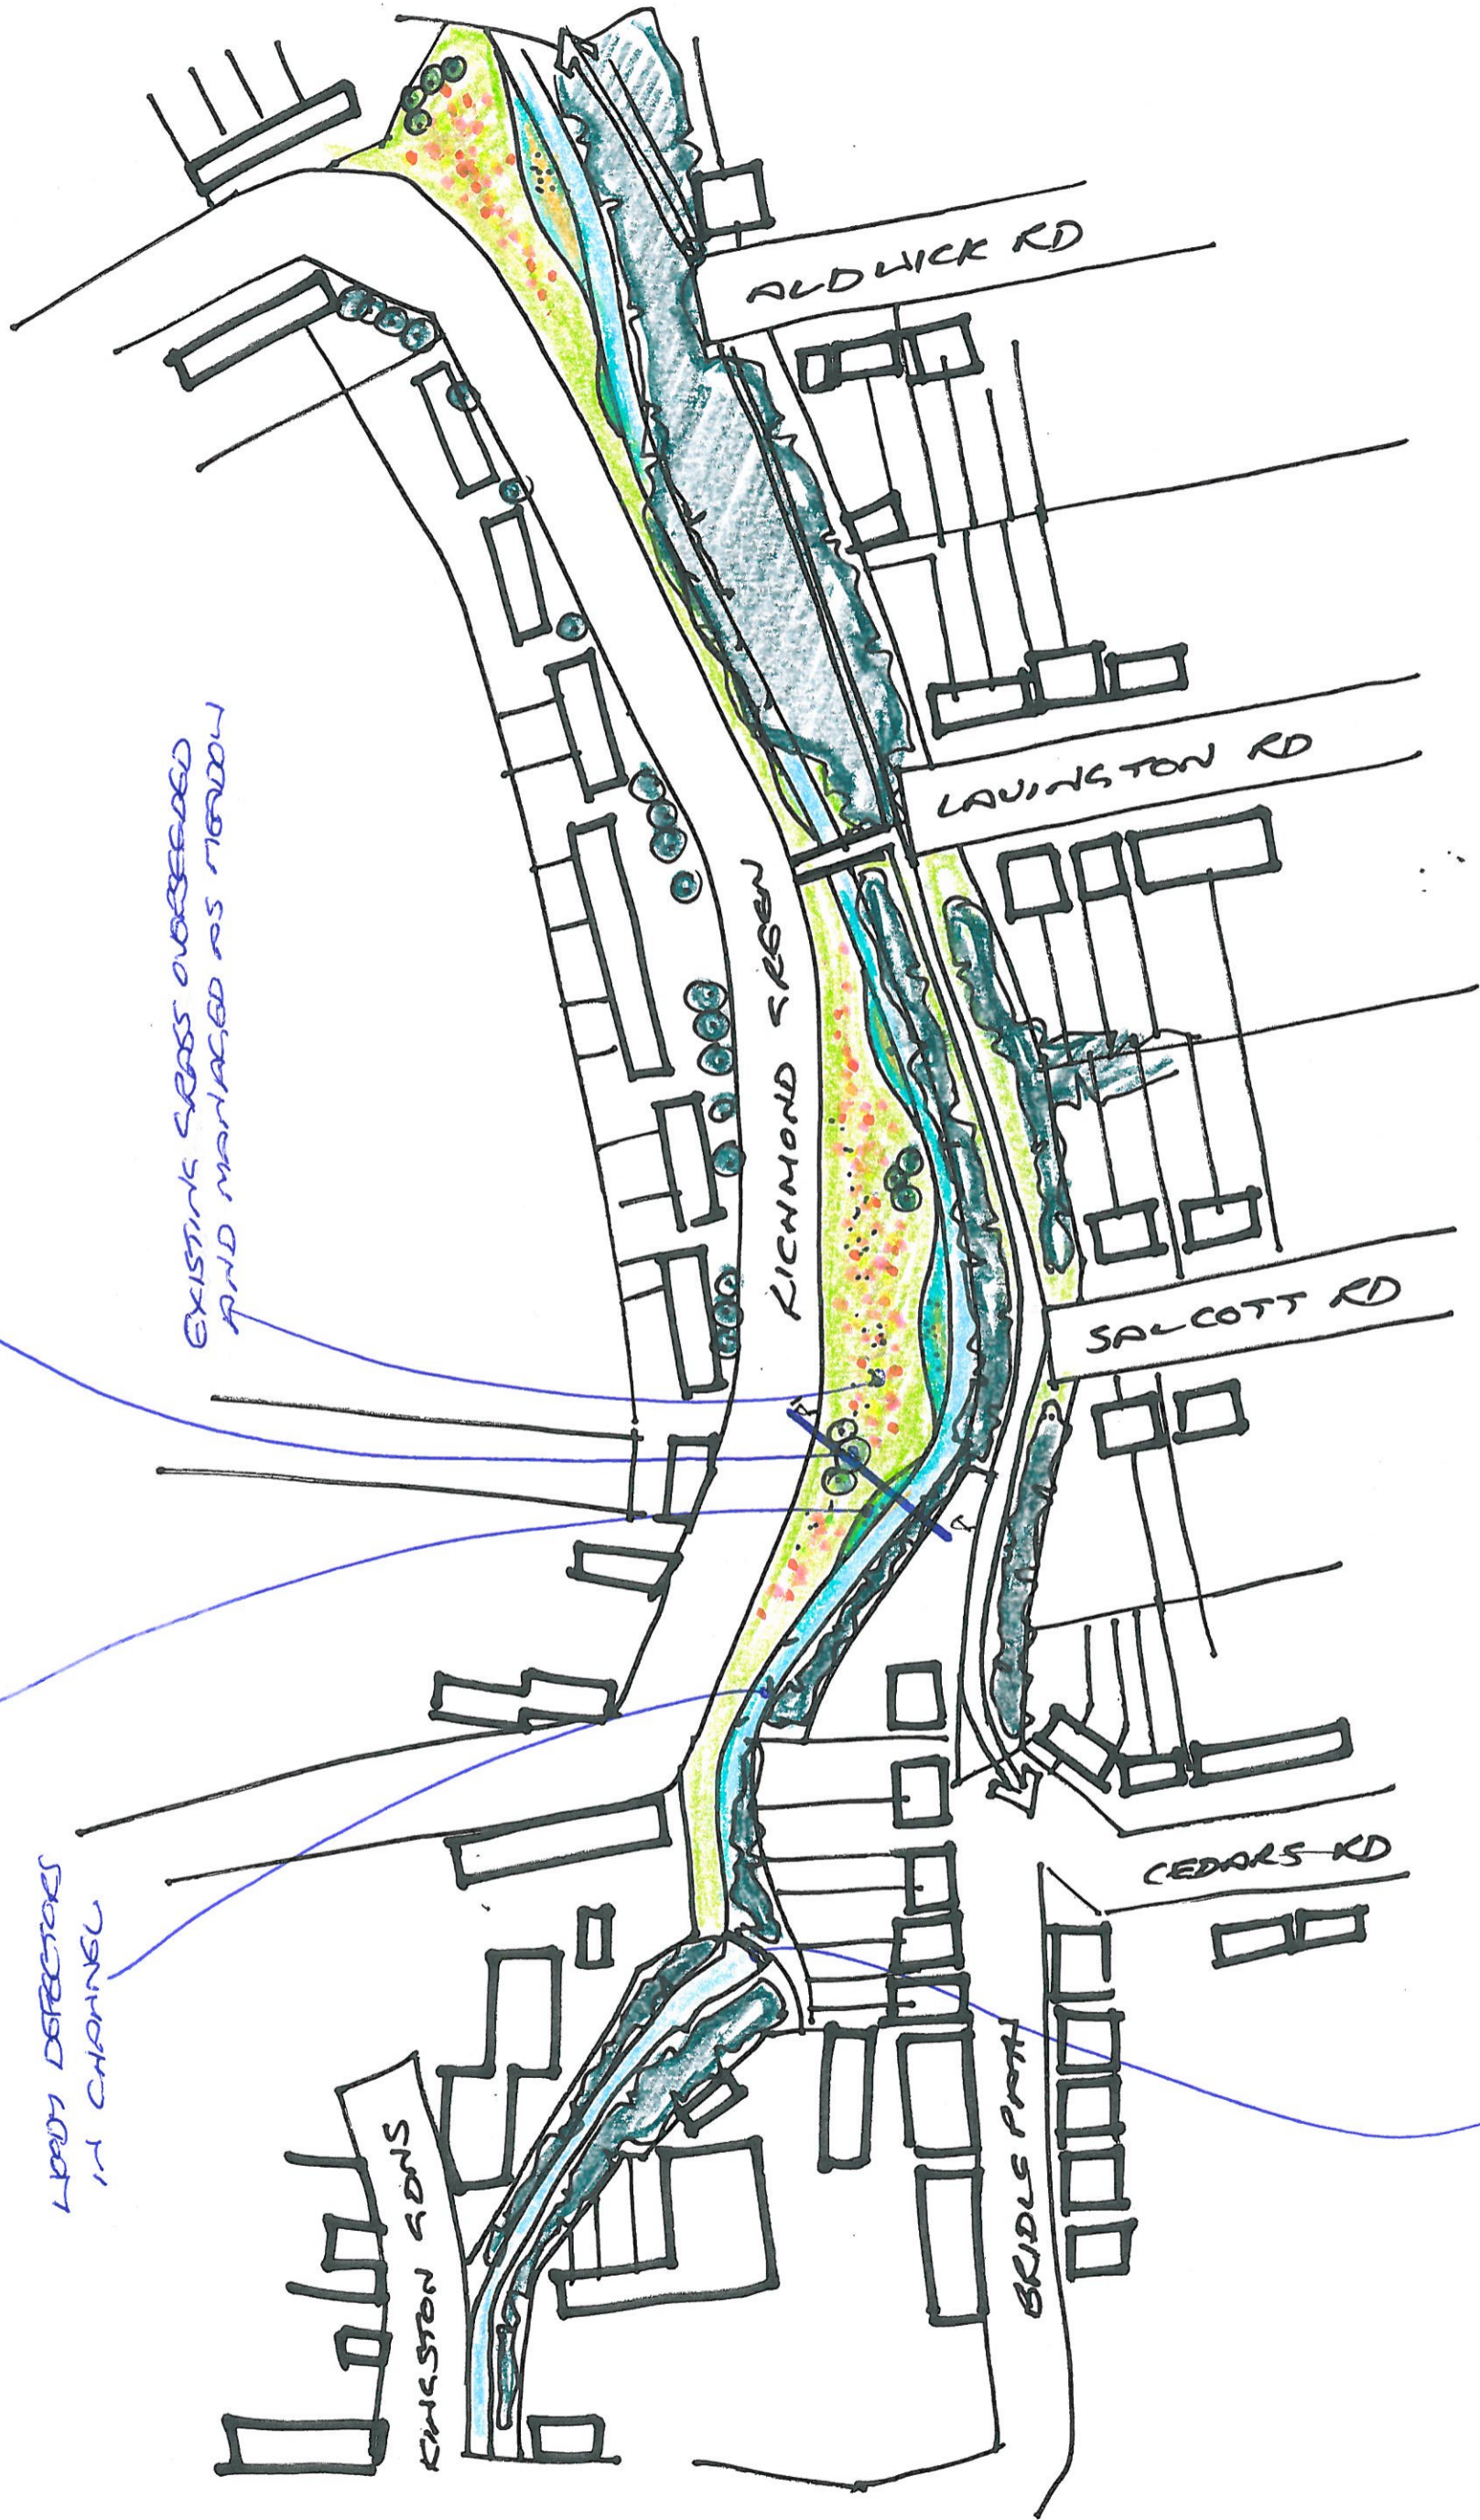 EXISTING GRASS OVERSEEDED
AND MANAGED AS MEADOW
WOODY DEFLECTORS
IN CHANNEL
KINGSTON GDNS
RICHMOND GREEN
BRIDLE PATH
CEDARS RD
SALCOTT RD
LAVINGTON RD
ALDWICK RD
A
A